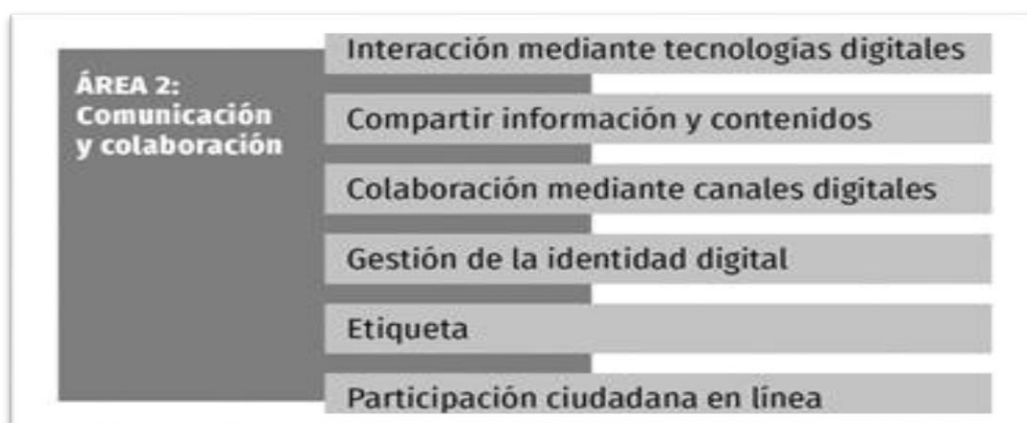 ÁREA 2:
Comunicación
y colaboración
Interacción mediante tecnologías digitales
Compartir información y contenidos
Colaboración mediante canales digitales
Gestión de la identidad digital
Etiqueta
Participación ciudadana en línea